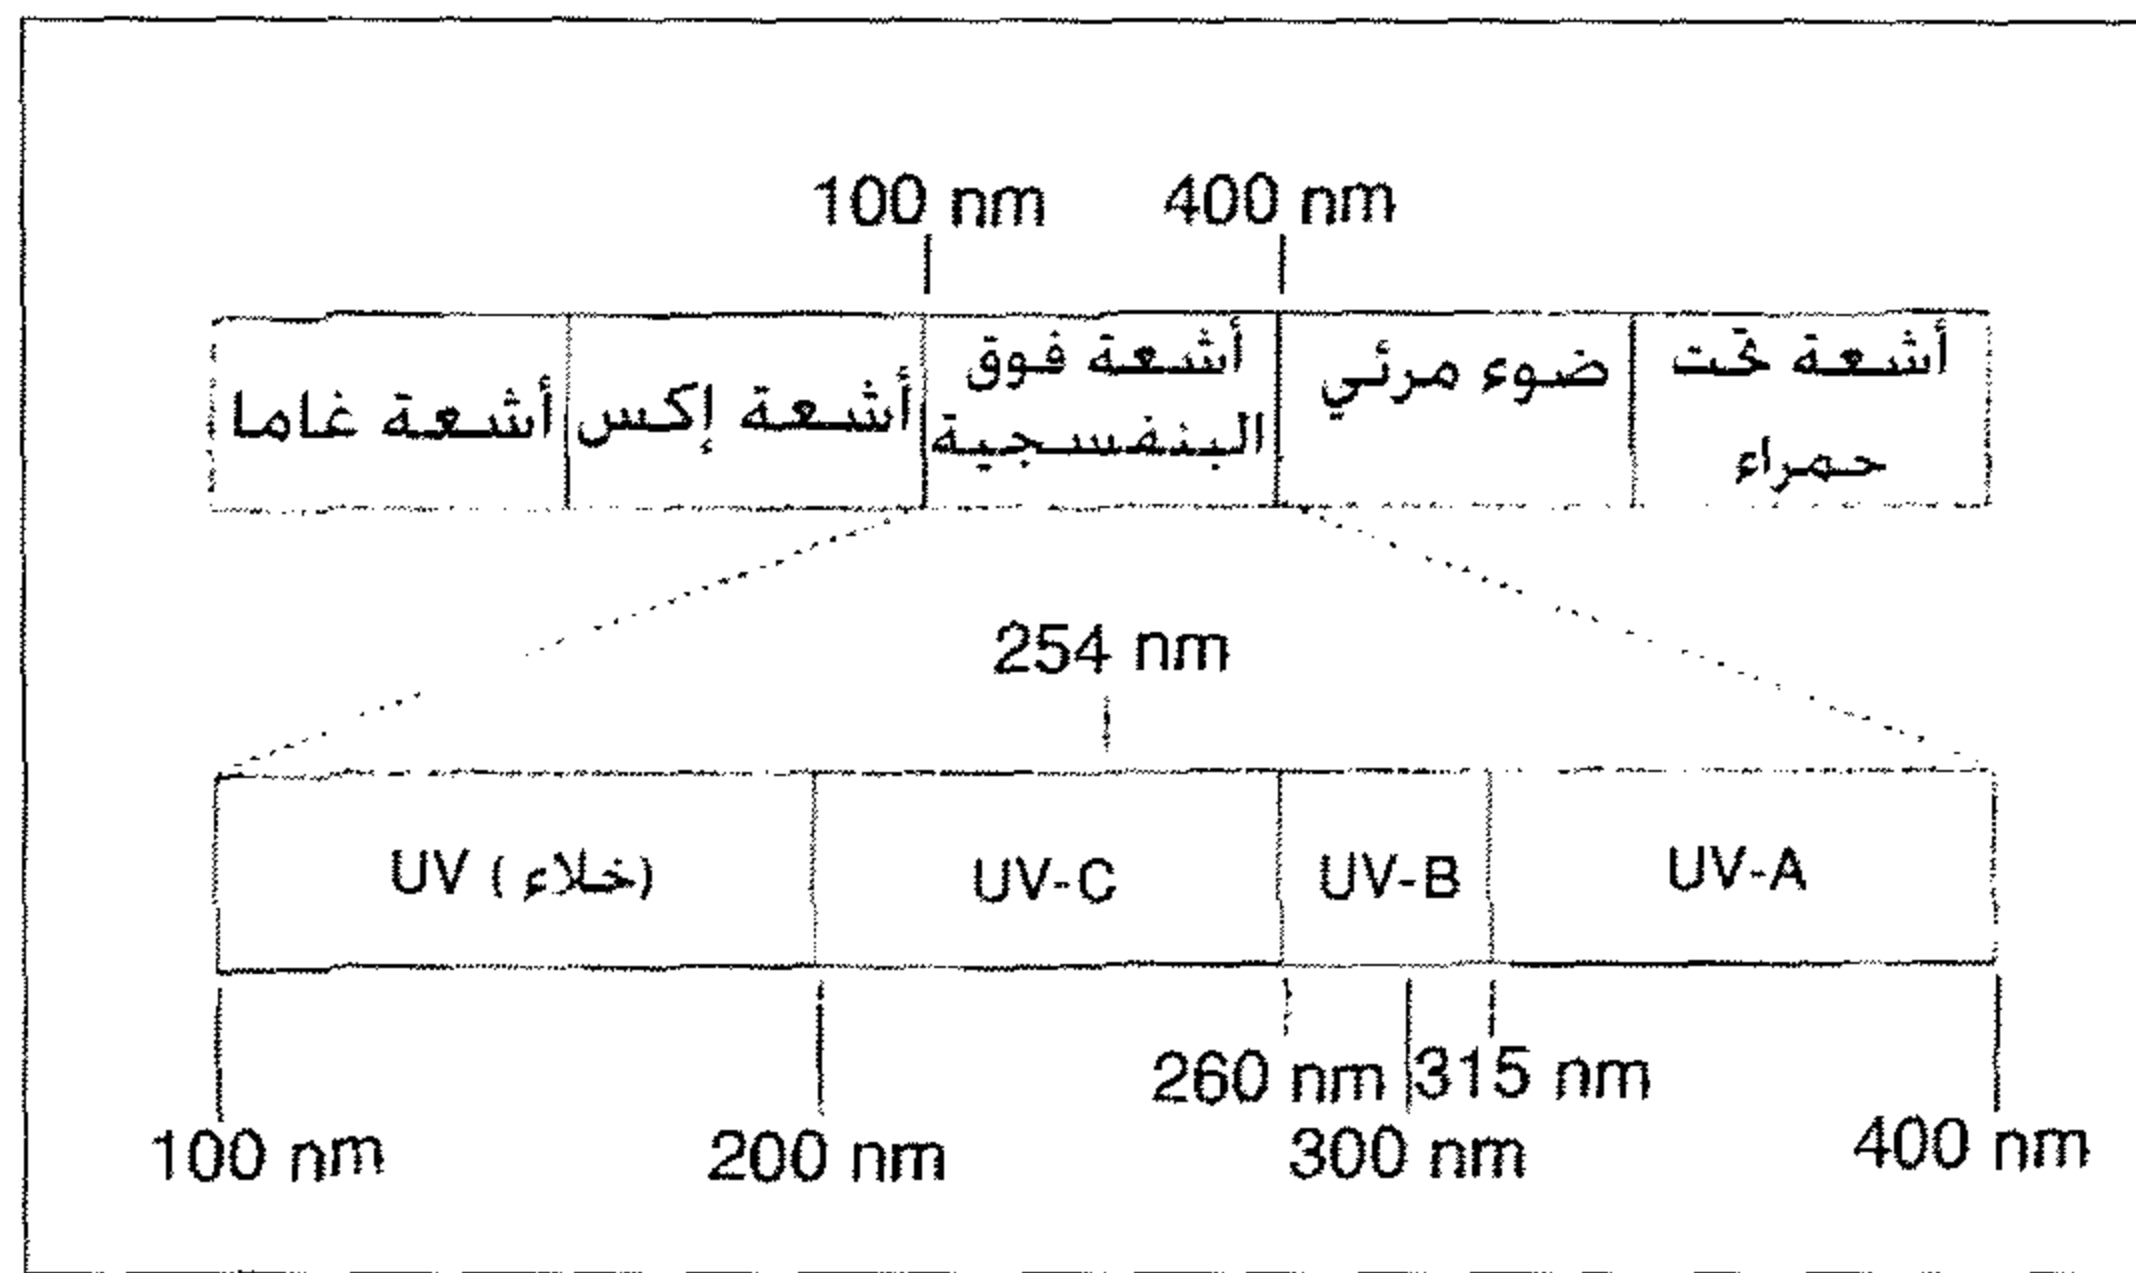 100 nm 400 nm
أشعة غاما
أشعة إكس
أشعة فوق
البنفسجية
ضوء مرئي
أشعة تحت
حمراء
254 nm
UV (خلاء)
UV-C
UV-B
UV-A
260 nm 315 nm
100 nm 200 nm 300 nm 400 nm